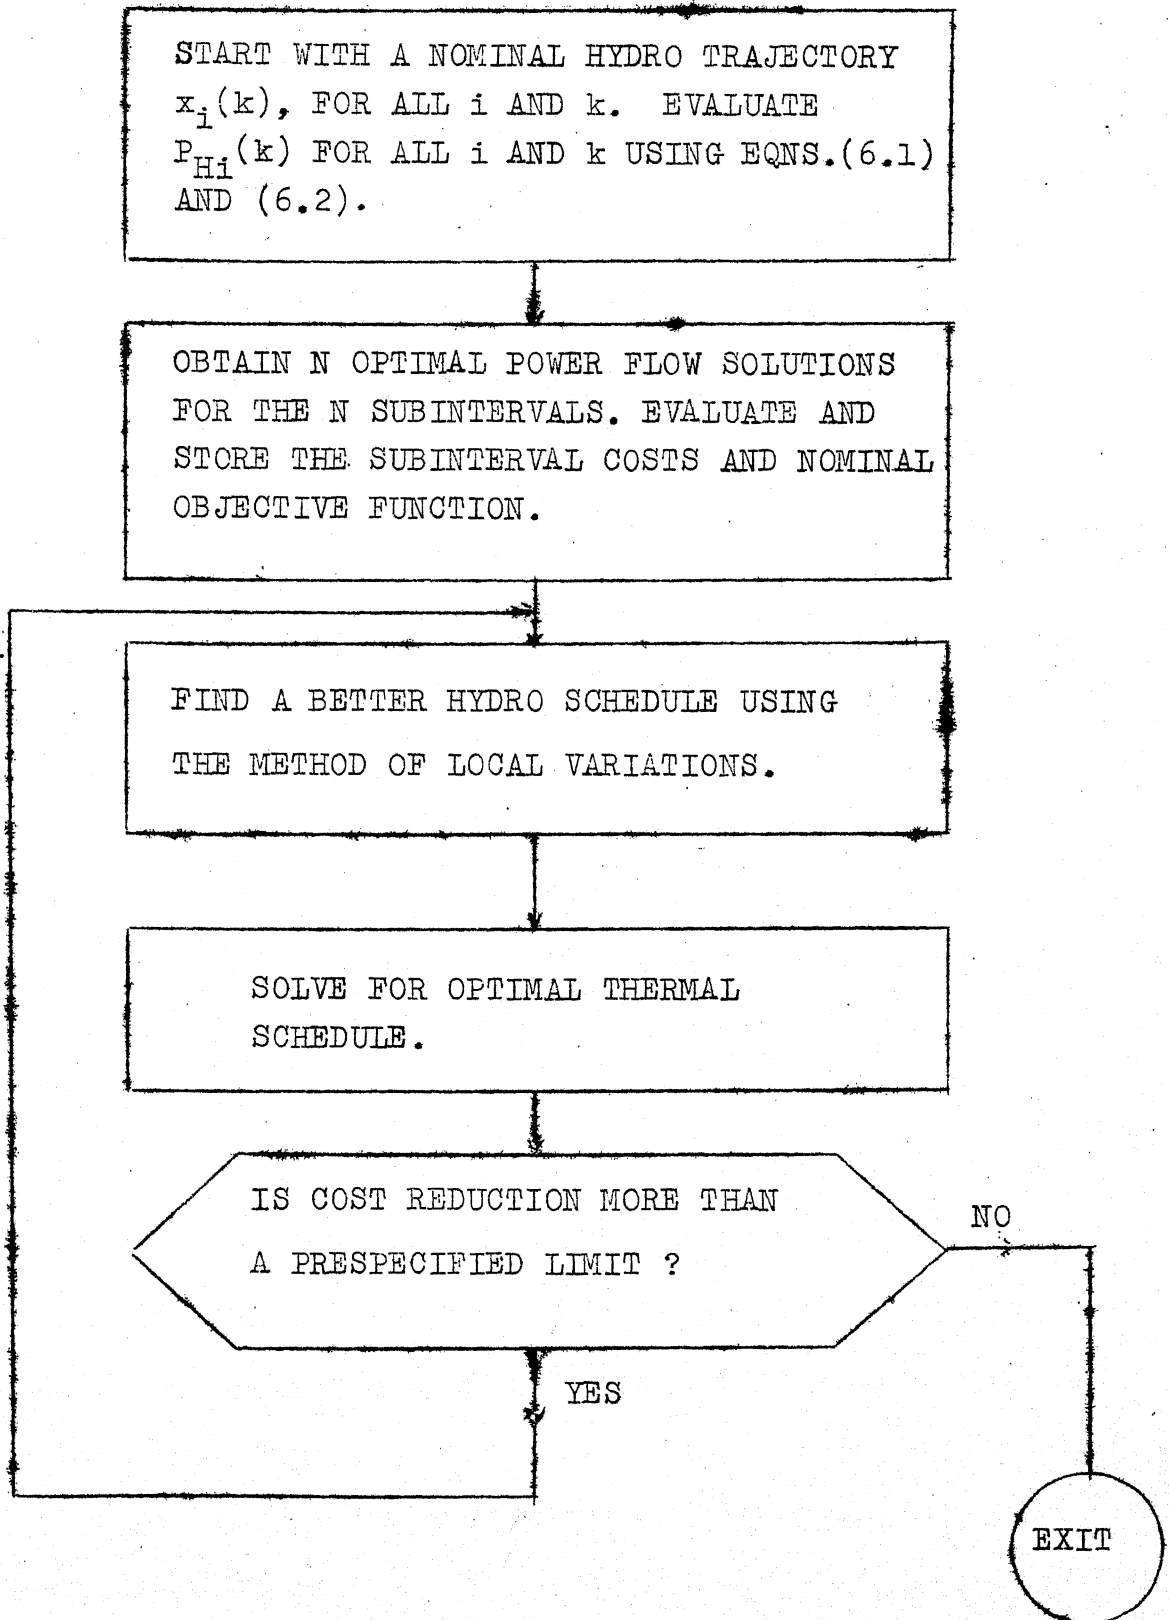 START WITH A NOMINAL HYDRO TRAJECTORY
x_i(k), FOR ALL i AND k. EVALUATE
P_Hi(k) FOR ALL i AND k USING EQNS.(6.1)
AND (6.2).
OBTAIN N OPTIMAL POWER FLOW SOLUTIONS
FOR THE N SUBINTERVALS. EVALUATE AND
STORE THE SUBINTERVAL COSTS AND NOMINAL
OBJECTIVE FUNCTION.
FIND A BETTER HYDRO SCHEDULE USING
THE METHOD OF LOCAL VARIATIONS.
SOLVE FOR OPTIMAL THERMAL
SCHEDULE.
IS COST REDUCTION MORE THAN
A PRESPECIFIED LIMIT ?
NO
YES
EXIT